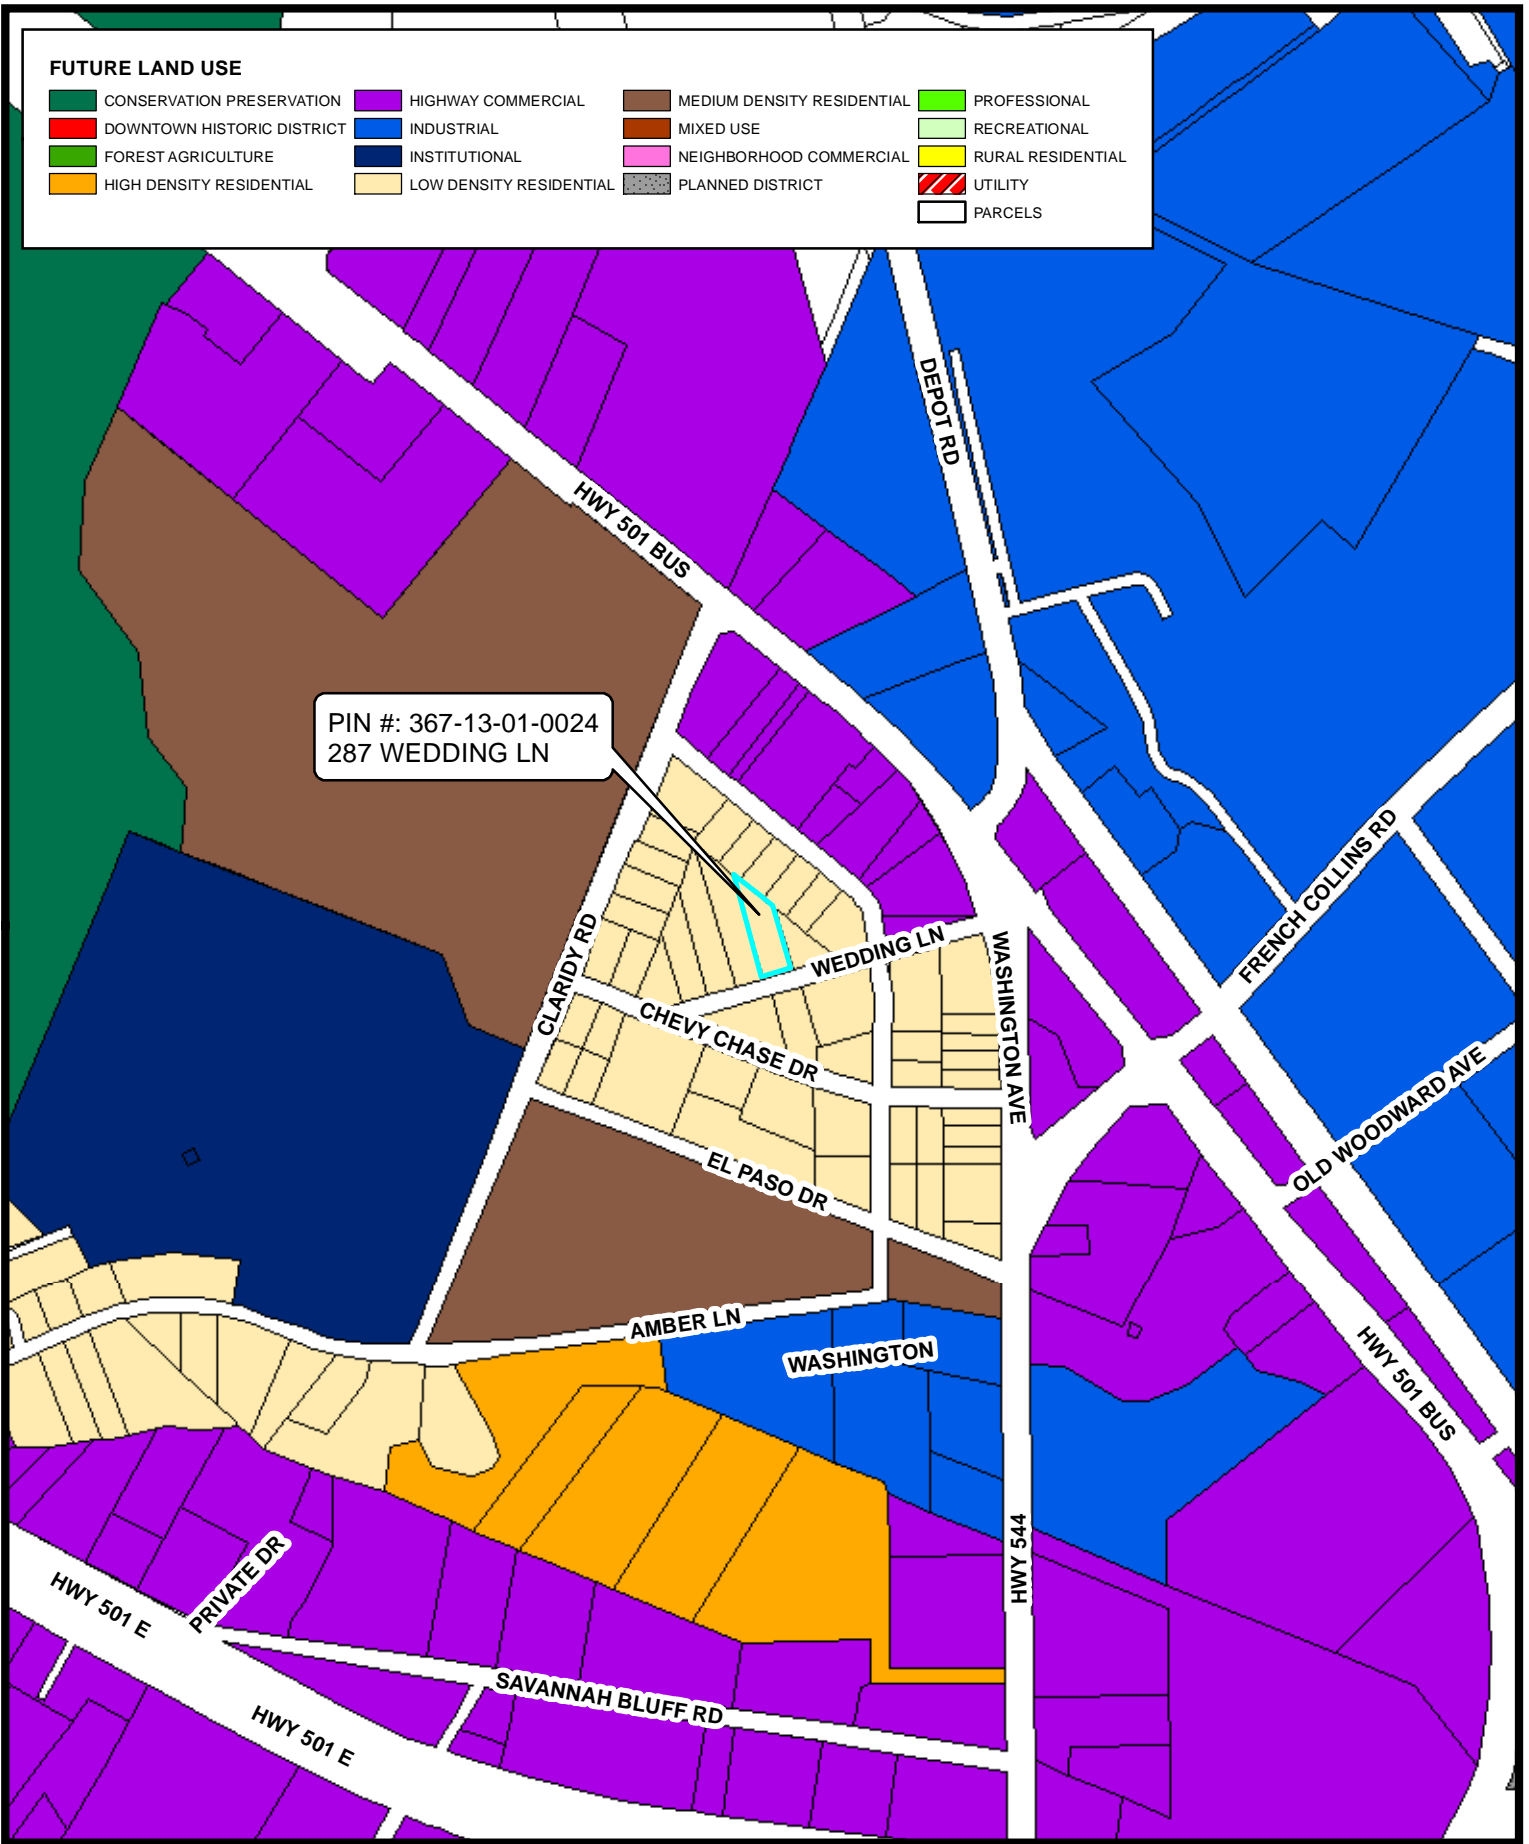 FUTURE LAND USE
CONSERVATION PRESERVATION
HIGHWAY COMMERCIAL
MEDIUM DENSITY RESIDENTIAL
PROFESSIONAL
DOWNTOWN HISTORIC DISTRICT
INDUSTRIAL
MIXED USE
RECREATIONAL
FOREST AGRICULTURE
INSTITUTIONAL
NEIGHBORHOOD COMMERCIAL
RURAL RESIDENTIAL
HIGH DENSITY RESIDENTIAL
LOW DENSITY RESIDENTIAL
PLANNED DISTRICT
UTILITY
PARCELS
DEPOT RD
HWY 501 BUS
PIN #: 367-13-01-0024
287 WEDDING LN
FRENCH COLLINS RD
CLARIDY RD
WEDDING LN
WASHINGTON AVE
CHEVY CHASE DR
OLD WOODWARD AVE
EL PASO DR
AMBER LN
WASHINGTON
HWY 501 BUS
HWY 544
PRIVATE DR
HWY 501 E
SAVANNAH BLUFF RD
HWY 501 E